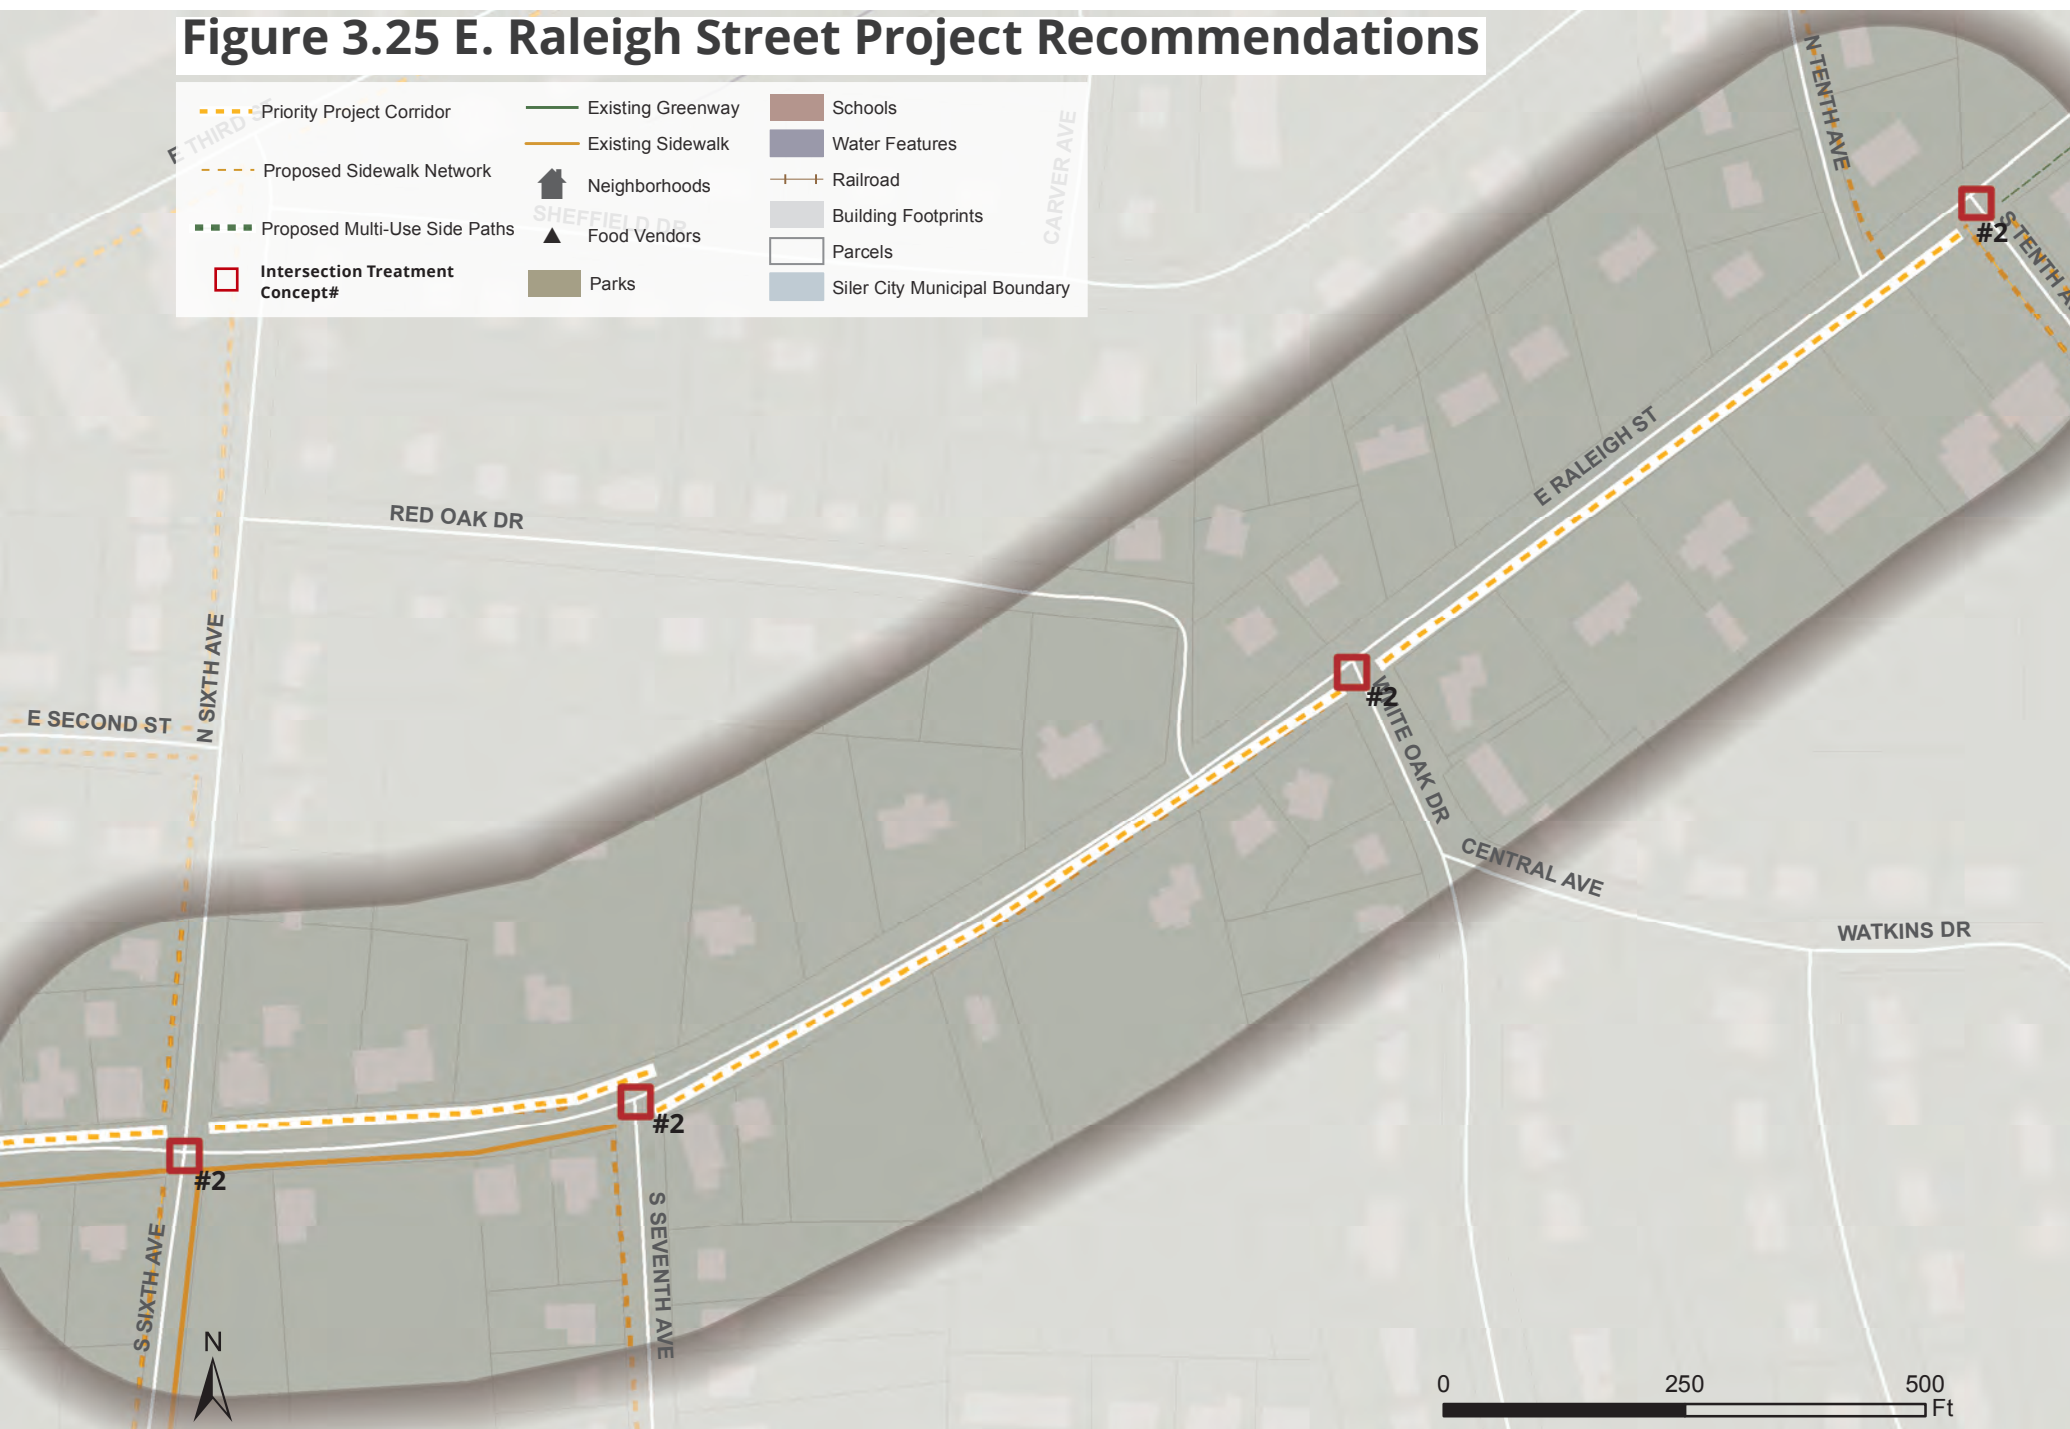 Figure 3.25 E. Raleigh Street Project Recommendations
Priority Project Corridor
Proposed Sidewalk Network
Proposed Multi-Use Side Paths
Intersection Treatment
Concept#
Existing Greenway
Existing Sidewalk
Neighborhoods
Food Vendors
Parks
Schools
Water Features
Railroad
Building Footprints
Parcels
Siler City Municipal Boundary
E THIRD ST
SHEFFIELD DR
CARVER AVE
N TENTH AVE
#2
S TENTH A
E RALEIGH ST
RED OAK DR
N SIXTH AVE
E SECOND ST
#2
WHITE OAK DR
CENTRAL AVE
WATKINS DR
#2
#2
S SIXTH AVE
S SEVENTH AVE
N
0 250 500
Ft